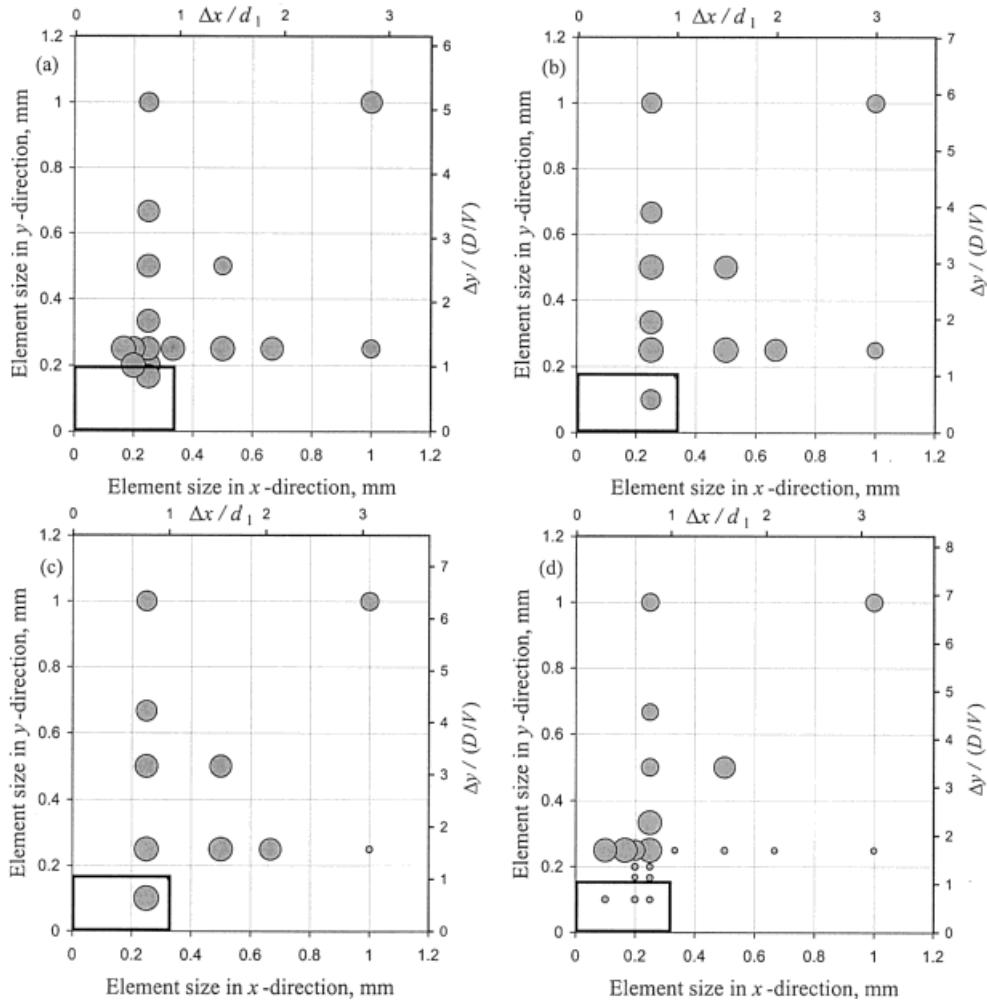 0 1 Δx / d1 2 3
(a)
1.2
1
0.8
0.6
0.4
0.2
0
Element size in y-direction, mm
6
5
4
3
2
1
0
Δy / (D/V)
0 0.2 0.4 0.6 0.8 1 1.2
Element size in x-direction, mm
0 1 Δx / d1 2 3
(b)
1.2
1
0.8
0.6
0.4
0.2
0
Element size in y-direction, mm
7
6
5
4
3
2
1
0
Δy / (D/V)
0 0.2 0.4 0.6 0.8 1 1.2
Element size in x-direction, mm
0 1 Δx / d1 2 3
(c)
1.2
1
0.8
0.6
0.4
0.2
0
Element size in y-direction, mm
7
6
5
4
3
2
1
0
Δy / (D/V)
0 0.2 0.4 0.6 0.8 1 1.2
Element size in x-direction, mm
0 1 Δx / d1 2 3
(d)
1.2
1
0.8
0.6
0.4
0.2
0
Element size in y-direction, mm
8
7
6
5
4
3
2
1
0
Δy / (D/V)
0 0.2 0.4 0.6 0.8 1 1.2
Element size in x-direction, mm